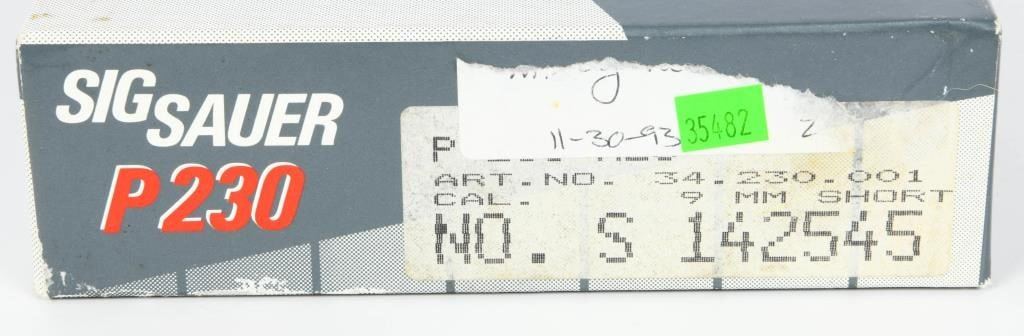 SIG SAUER
P 230
11-30-93
35482
2
P
ART.NO. 34.230.001
CAL. 9 MM SHORT
NO. S 142545